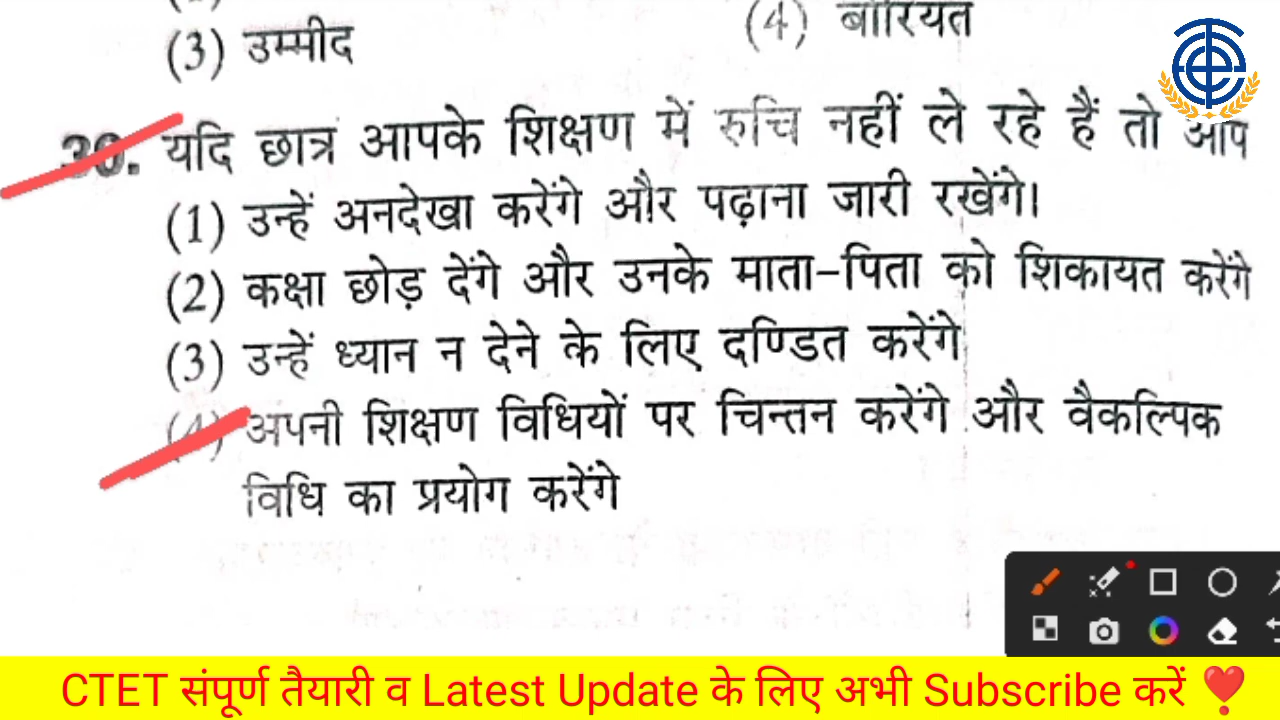 (3) उम्मीद
(4) बोरियत
30. यदि छात्र आपके शिक्षण में रुचि नहीं ले रहे हैं तो आप
(1) उन्हें अनदेखा करेंगे और पढ़ाना जारी रखेंगे।
(2) कक्षा छोड़ देंगे और उनके माता-पिता को शिकायत करेंगे
(3) उन्हें ध्यान न देने के लिए दण्डित करेंगे
(4) अपनी शिक्षण विधियों पर चिन्तन करेंगे और वैकल्पिक
विधि का प्रयोग करेंगे
CTET संपूर्ण तैयारी व Latest Update के लिए अभी Subscribe करें ❣️